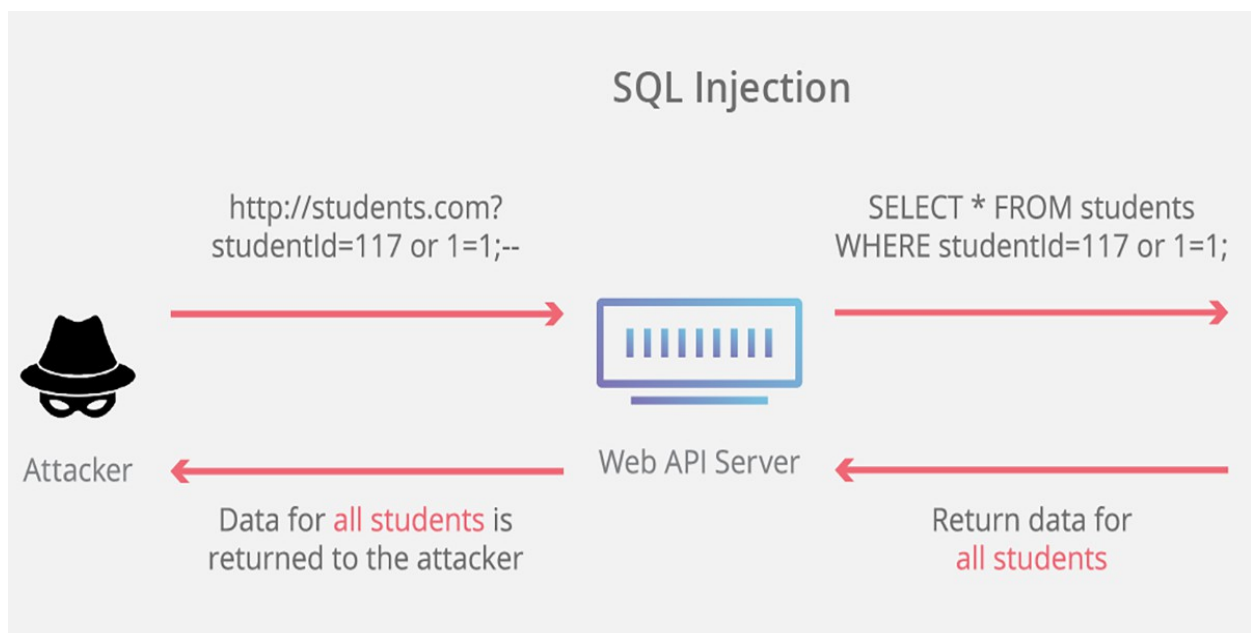 SQL Injection
http://students.com?
studentId=117 or 1=1;--
SELECT * FROM students
WHERE studentId=117 or 1=1;
Attacker
Web API Server
Data for all students is
returned to the attacker
Return data for
all students